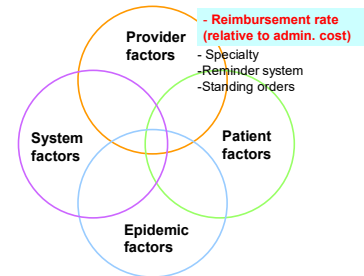 - Reimbursement rate
(relative to admin. cost)
- Specialty
-Reminder system
-Standing orders
Provider
factors
System
factors
Patient
factors
Epidemic
factors